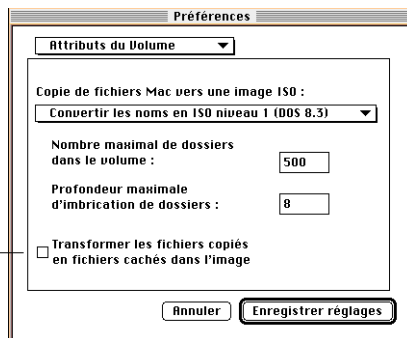 Préférences
Attributs du Volume
Copie de fichiers Mac vers une image ISO :
Convertir les noms en ISO niveau 1 (DOS 8.3)
Nombre maximal de dossiers
dans le volume :
500
Profondeur maximale
d'imbrication de dossiers :
8
Transformer les fichiers copiés
en fichiers cachés dans l'image
Annuler
Enregistrer réglages